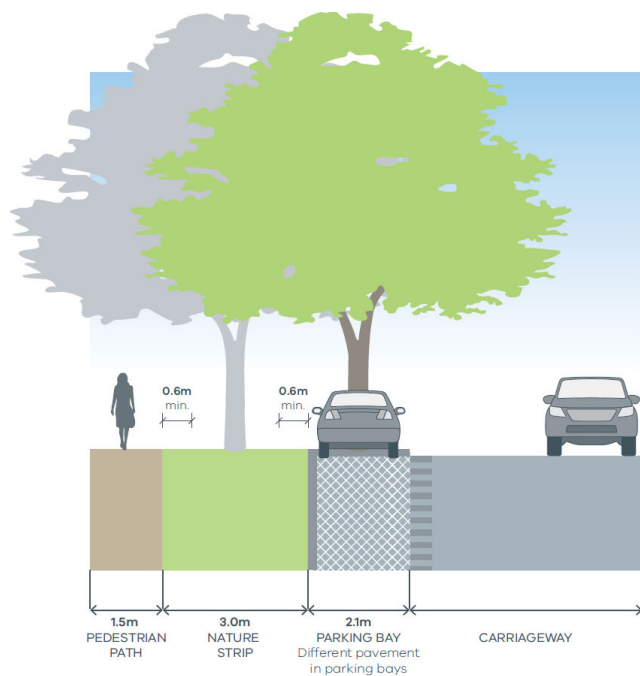 0.6m
min.
0.6m
min.
1.5m
PEDESTRIAN
PATH
3.0m
NATURE
STRIP
2.1m
PARKING BAY
Different pavement
in parking bays
CARRIAGEWAY